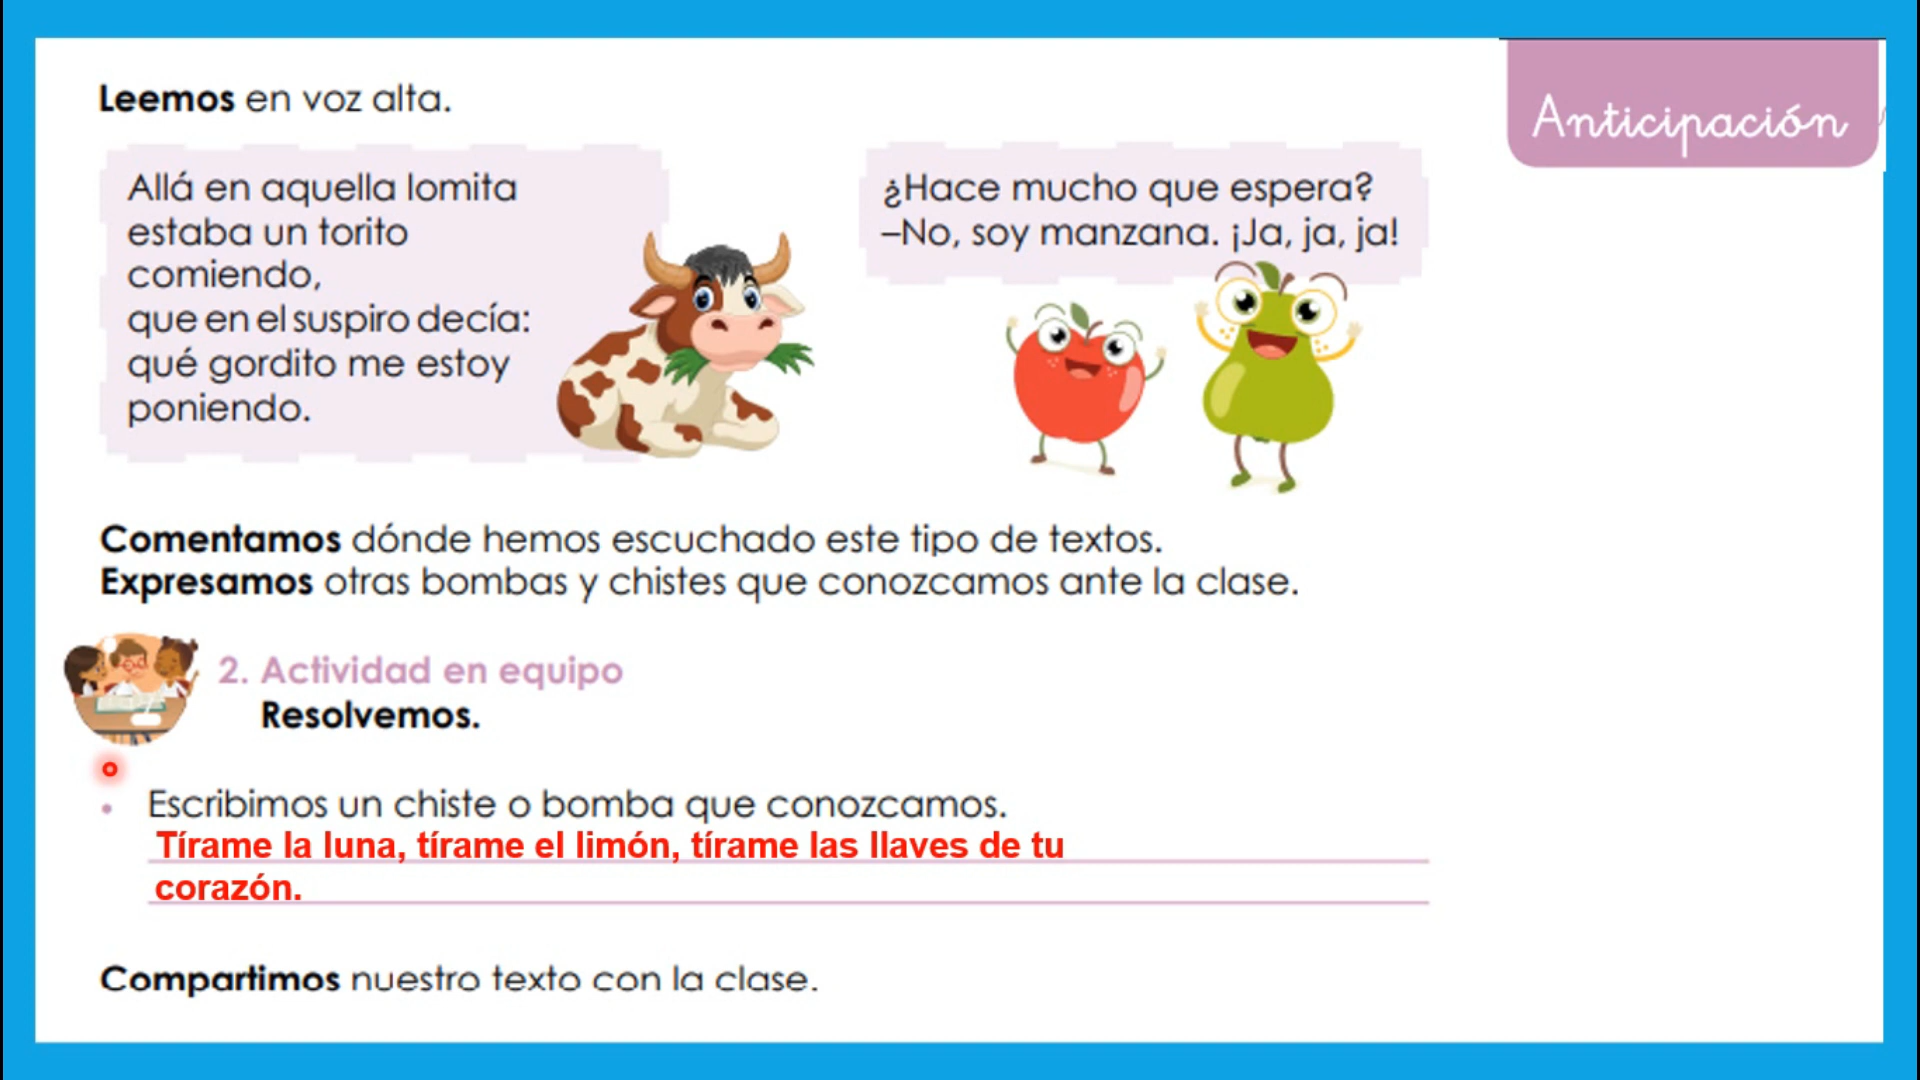 Anticipación
Leemos en voz alta.
Allá en aquella lomita
estaba un torito
comiendo,
que en el suspiro decía:
qué gordito me estoy
poniendo.
¿Hace mucho que espera?
–No, soy manzana. ¡Ja, ja, ja!
Comentamos dónde hemos escuchado este tipo de textos.
Expresamos otras bombas y chistes que conozcamos ante la clase.
2. Actividad en equipo
Resolvemos.
• Escribimos un chiste o bomba que conozcamos.
Tírame la luna, tírame el limón, tírame las llaves de tu
corazón.
Compartimos nuestro texto con la clase.